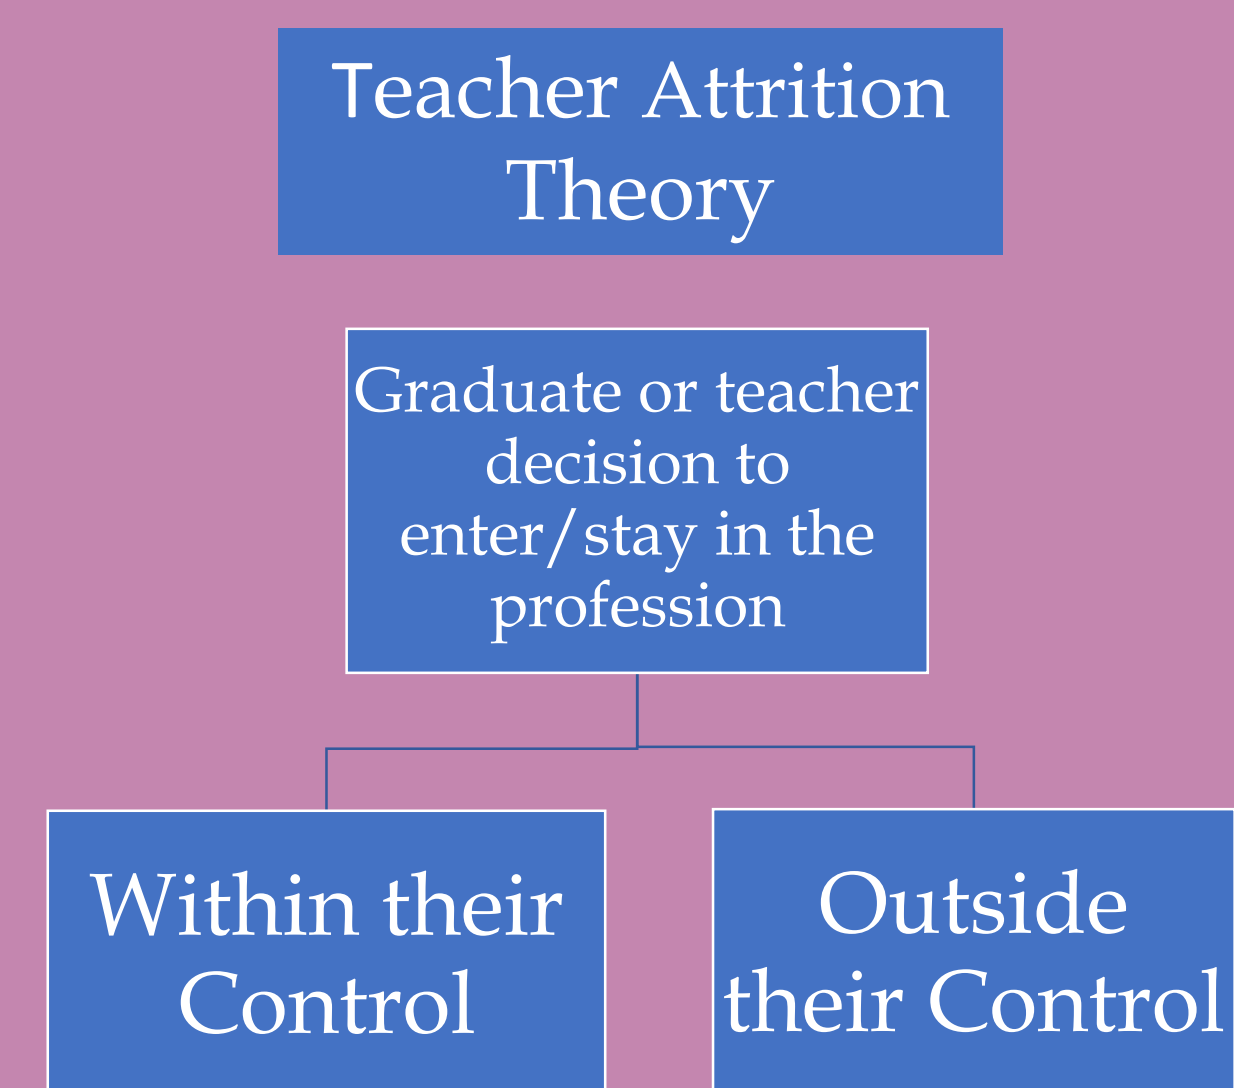 Teacher Attrition
Theory
Graduate or teacher
decision to
enter/stay in the
profession
Within their
Control
Outside
their Control